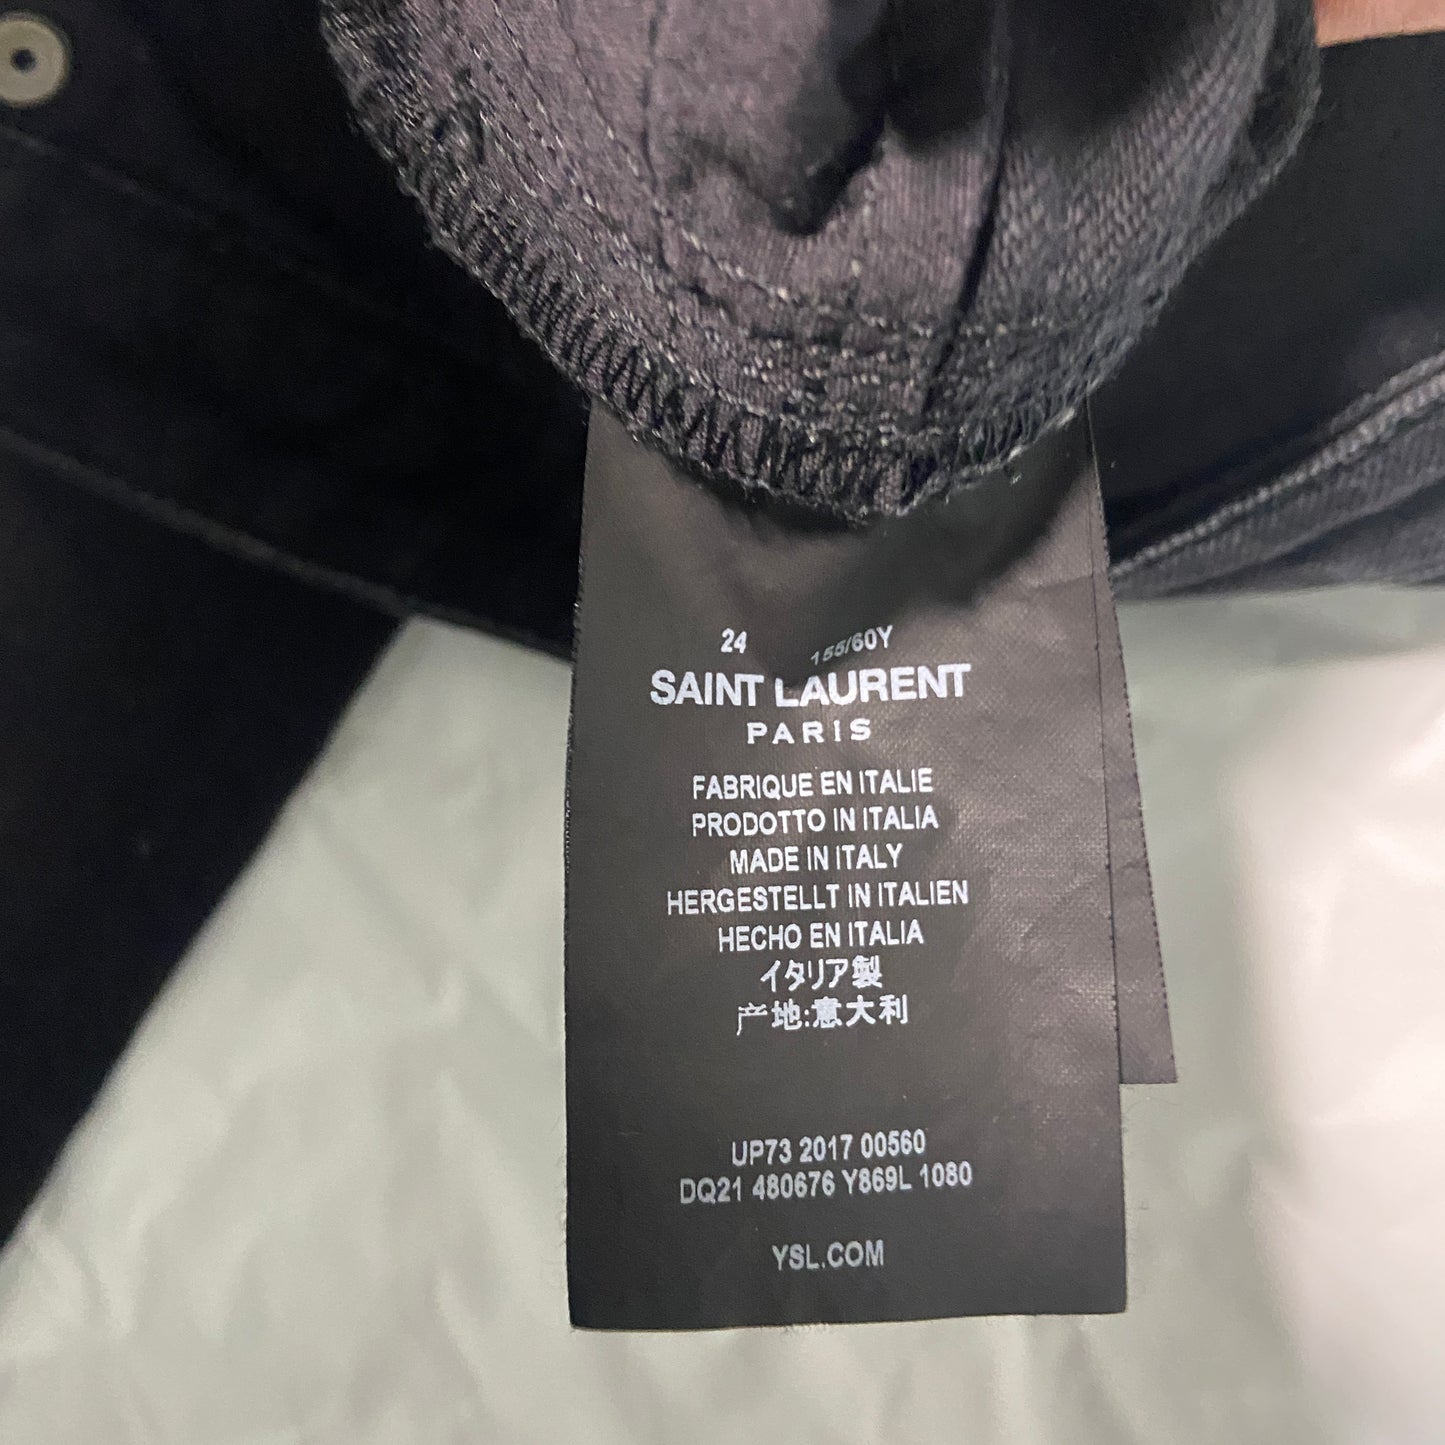 24 155/60Y
SAINT LAURENT
PARIS
FABRIQUE EN ITALIE
PRODOTTO IN ITALIA
MADE IN ITALY
HERGESTELLT IN ITALIEN
HECHO EN ITALIA
イタリア製
产地:意大利
UP73 2017 00560
DQ21 480676 Y869L 1080
YSL.COM